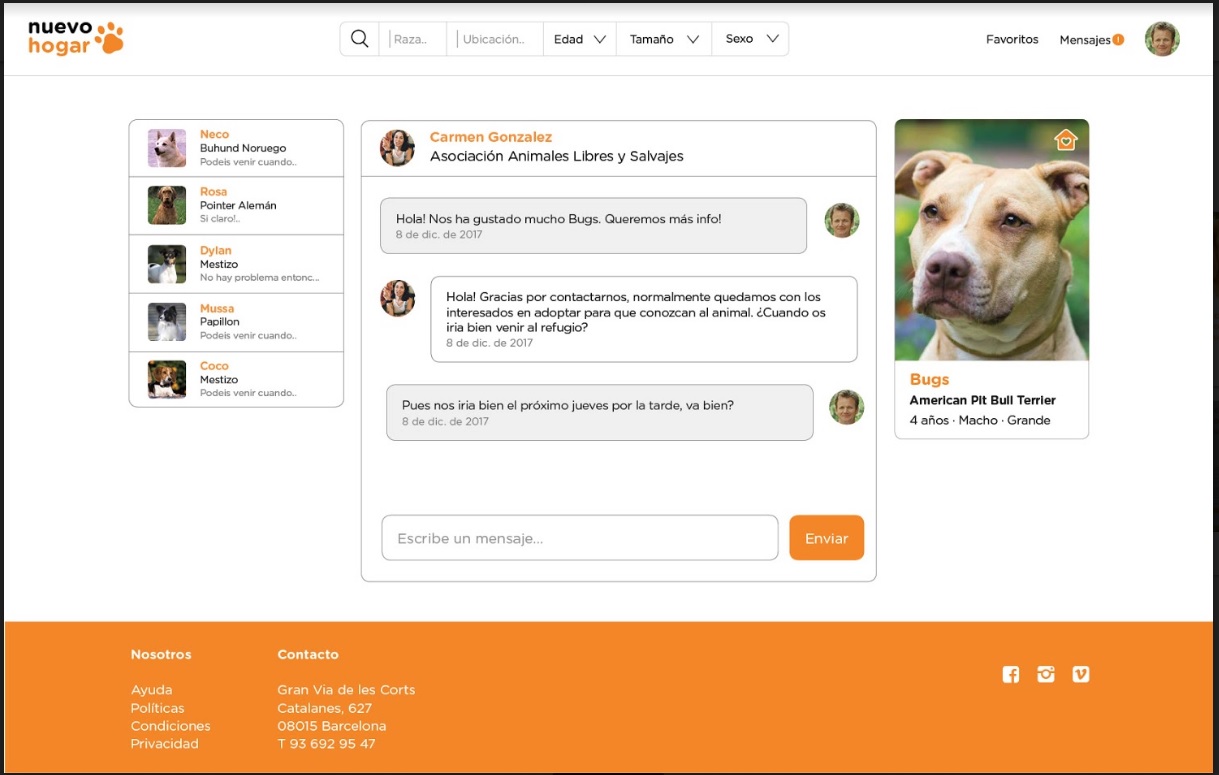 nuevo
hogar
Raza..
Ubicación..
Edad
Tamaño
Sexo
Favoritos
Mensajes
Neco
Buhund Noruego
Podeis venir cuando..
Rosa
Pointer Alemán
Si claro!..
Dylan
Mestizo
No hay problema entonc...
Mussa
Papillon
Podeis venir cuando..
Coco
Mestizo
Podeis venir cuando..
Carmen Gonzalez
Asociación Animales Libres y Salvajes
Hola! Nos ha gustado mucho Bugs. Queremos más info!
8 de dic. de 2017
Hola! Gracias por contactarnos, normalmente quedamos con los
interesados en adoptar para que conozcan al animal. ¿Cuando os
iria bien venir al refugio?
8 de dic. de 2017
Pues nos iria bien el próximo jueves por la tarde, va bien?
8 de dic. de 2017
Escribe un mensaje...
Enviar
Bugs
American Pit Bull Terrier
4 años · Macho · Grande
Nosotros
Ayuda
Políticas
Condiciones
Privacidad
Contacto
Gran Via de les Corts
Catalanes, 627
08015 Barcelona
T 93 692 95 47